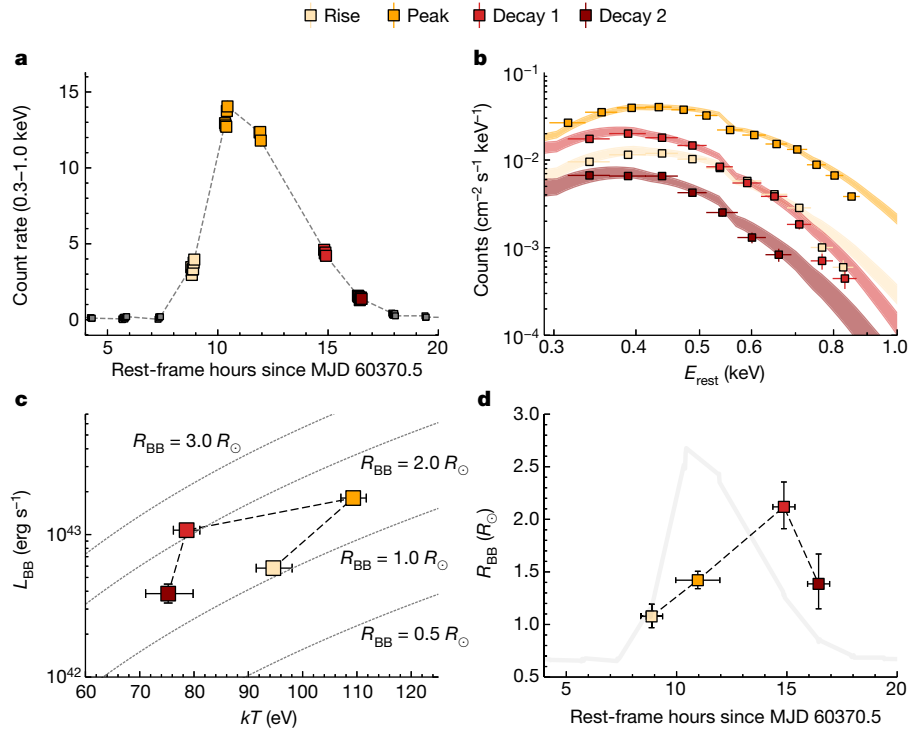 Rise Peak Decay 1 Decay 2
a
Count rate (0.3–1.0 keV)
15
10
5
0
5 10 15 20
Rest-frame hours since MJD 60370.5
b
Counts (cm⁻² s⁻¹ keV⁻¹)
10⁻¹
10⁻²
10⁻³
10⁻⁴
0.3 0.4 0.5 0.6 0.8 1.0
E_rest (keV)
c
L_BB (erg s⁻¹)
10⁴³
10⁴²
R_BB = 3.0 R_⊙
R_BB = 2.0 R_⊙
R_BB = 1.0 R_⊙
R_BB = 0.5 R_⊙
60 70 80 90 100 110 120
kT (eV)
d
R_BB (R_⊙)
3.0
2.5
2.0
1.5
1.0
0.5
5 10 15 20
Rest-frame hours since MJD 60370.5